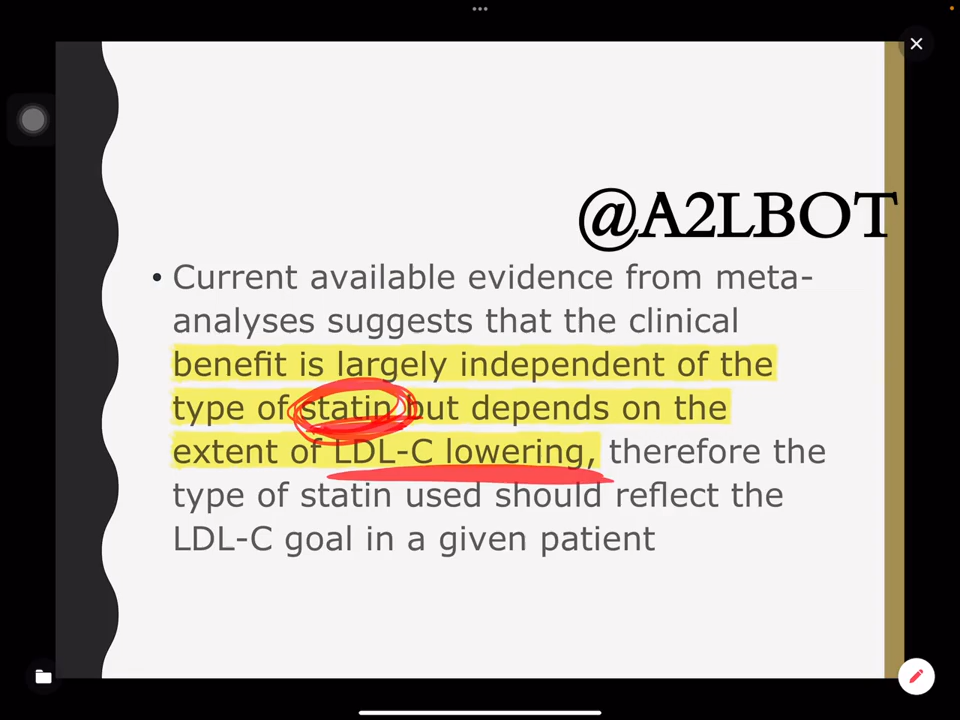 @A2LBOT
• Current available evidence from meta-
analyses suggests that the clinical
benefit is largely independent of the
type of statin but depends on the
extent of LDL-C lowering, therefore the
type of statin used should reflect the
LDL-C goal in a given patient